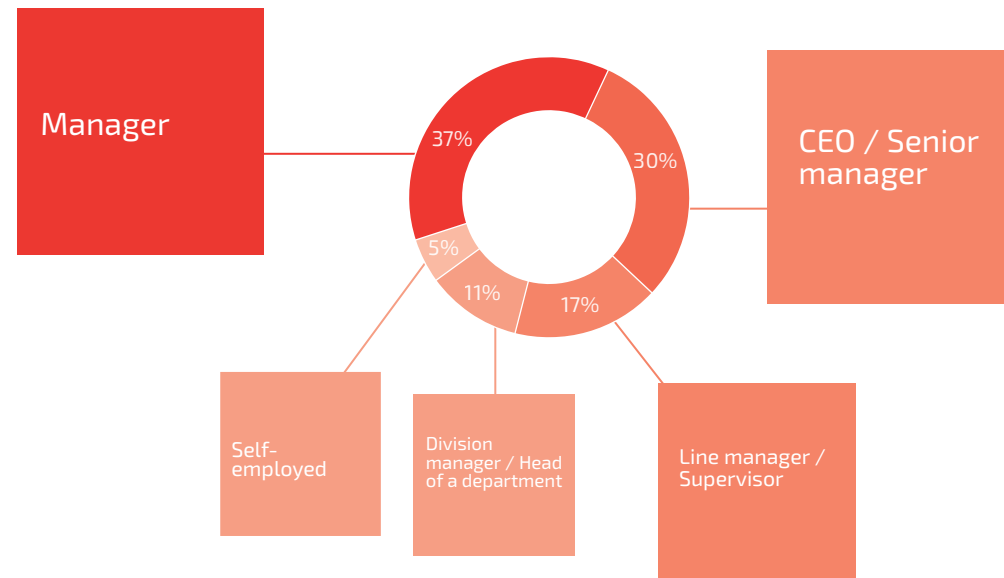 Manager
37%
30%
CEO / Senior
manager
5%
11%
17%
Self-
employed
Division
manager / Head
of a department
Line manager /
Supervisor